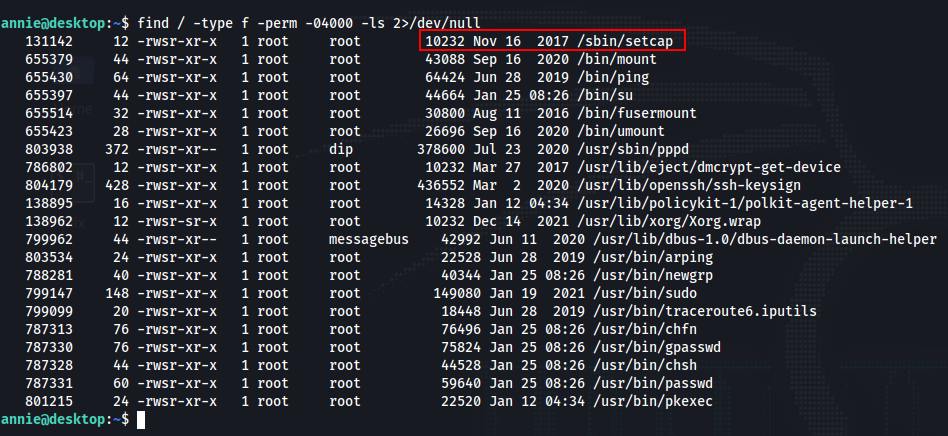 annie@desktop:~$ find / -type f -perm -04000 -ls 2>/dev/null
131142 12 -rwsr-xr-x 1 root root 10232 Nov 16 2017 /sbin/setcap
655379 44 -rwsr-xr-x 1 root root 43088 Sep 16 2020 /bin/mount
655430 64 -rwsr-xr-x 1 root root 64424 Jun 28 2019 /bin/ping
655397 44 -rwsr-xr-x 1 root root 44664 Jan 25 08:26 /bin/su
655514 32 -rwsr-xr-x 1 root root 30800 Aug 11 2016 /bin/fusermount
655423 28 -rwsr-xr-x 1 root root 26696 Sep 16 2020 /bin/umount
803938 372 -rwsr-xr-- 1 root dip 378600 Jul 23 2020 /usr/sbin/pppd
786802 12 -rwsr-xr-x 1 root root 10232 Mar 27 2017 /usr/lib/eject/dmcrypt-get-device
804179 428 -rwsr-xr-x 1 root root 436552 Mar 2 2020 /usr/lib/openssh/ssh-keysign
138895 16 -rwsr-xr-x 1 root root 14328 Jan 12 04:34 /usr/lib/policykit-1/polkit-agent-helper-1
138962 12 -rwsr-sr-x 1 root root 10232 Dec 14 2021 /usr/lib/xorg/Xorg.wrap
799962 44 -rwsr-xr-- 1 root messagebus 42992 Jun 11 2020 /usr/lib/dbus-1.0/dbus-daemon-launch-helper
803534 24 -rwsr-xr-x 1 root root 22528 Jun 28 2019 /usr/bin/arping
788281 40 -rwsr-xr-x 1 root root 40344 Jan 25 08:26 /usr/bin/newgrp
799147 148 -rwsr-xr-x 1 root root 149080 Jan 19 2021 /usr/bin/sudo
799099 20 -rwsr-xr-x 1 root root 18448 Jun 28 2019 /usr/bin/traceroute6.iputils
787313 76 -rwsr-xr-x 1 root root 76496 Jan 25 08:26 /usr/bin/chfn
787330 76 -rwsr-xr-x 1 root root 75824 Jan 25 08:26 /usr/bin/gpasswd
787328 44 -rwsr-xr-x 1 root root 44528 Jan 25 08:26 /usr/bin/chsh
787331 60 -rwsr-xr-x 1 root root 59640 Jan 25 08:26 /usr/bin/passwd
801215 24 -rwsr-xr-x 1 root root 22520 Jan 12 04:34 /usr/bin/pkexec
annie@desktop:~$